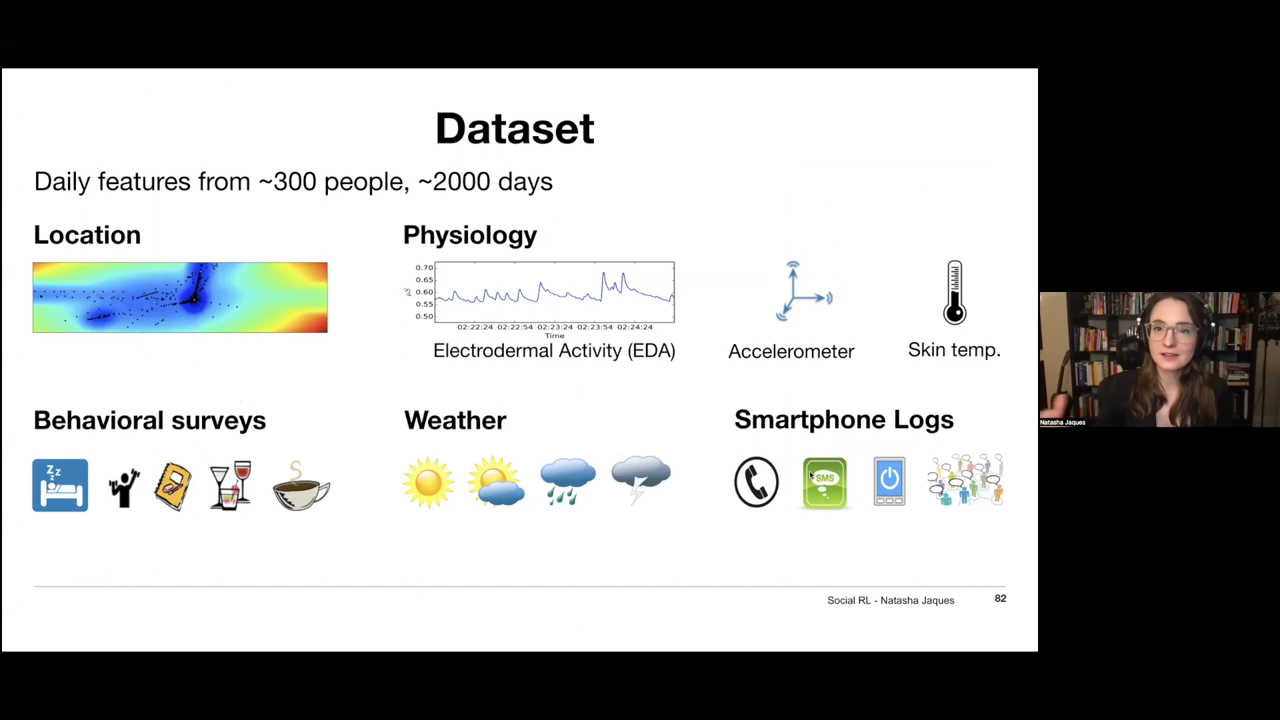 Dataset
Daily features from ~300 people, ~2000 days
Location
Physiology
0.70
0.65
0.60
0.55
0.50
μS
02:22:24 02:22:54 02:23:24 02:23:54 02:24:24
Time
Electrodermal Activity (EDA)
Accelerometer
Skin temp.
Behavioral surveys
Weather
Smartphone Logs
Z Z Z
SMS
Social RL - Natasha Jaques
82
Natasha Jaques